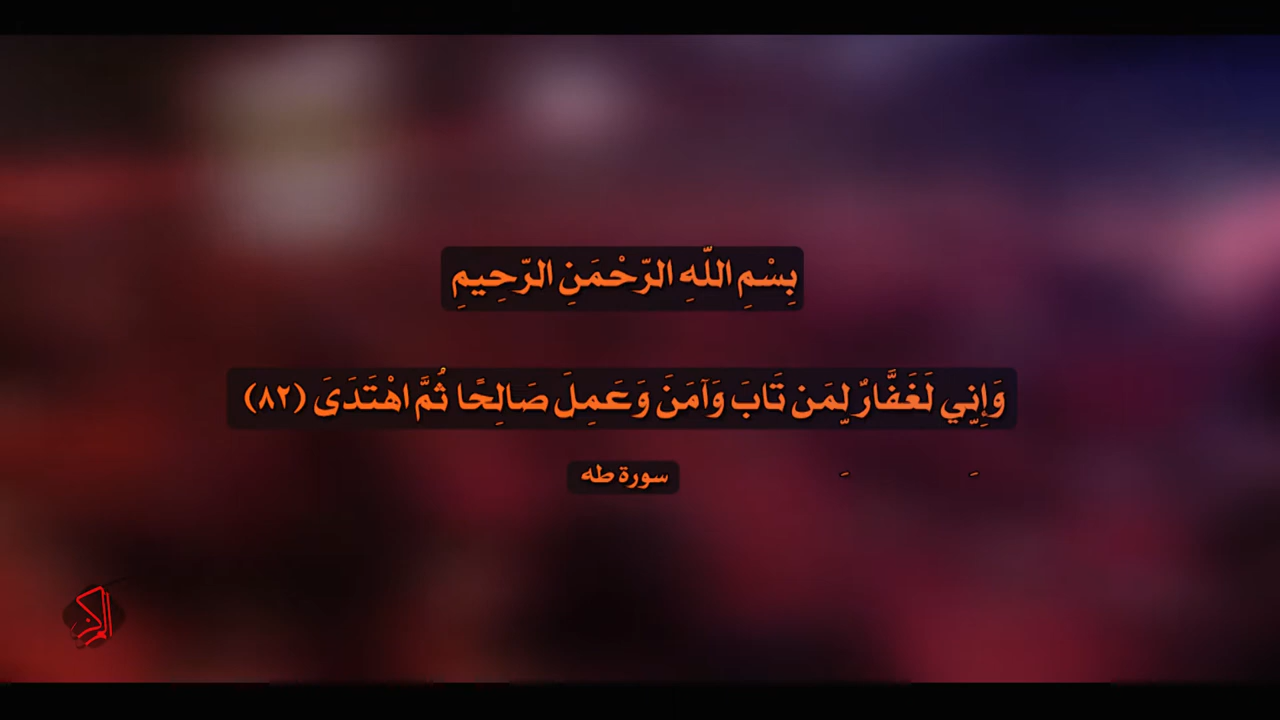 بِسْمِ اللّهِ الرّحْمَنِ الرّحِيمِ
وَإِنِّي لَغَفَّارٌ لِّمَن تَابَ وَآمَنَ وَعَمِلَ صَالِحًا ثُمَّ اهْتَدَىَ (٨٢)
سورة طه